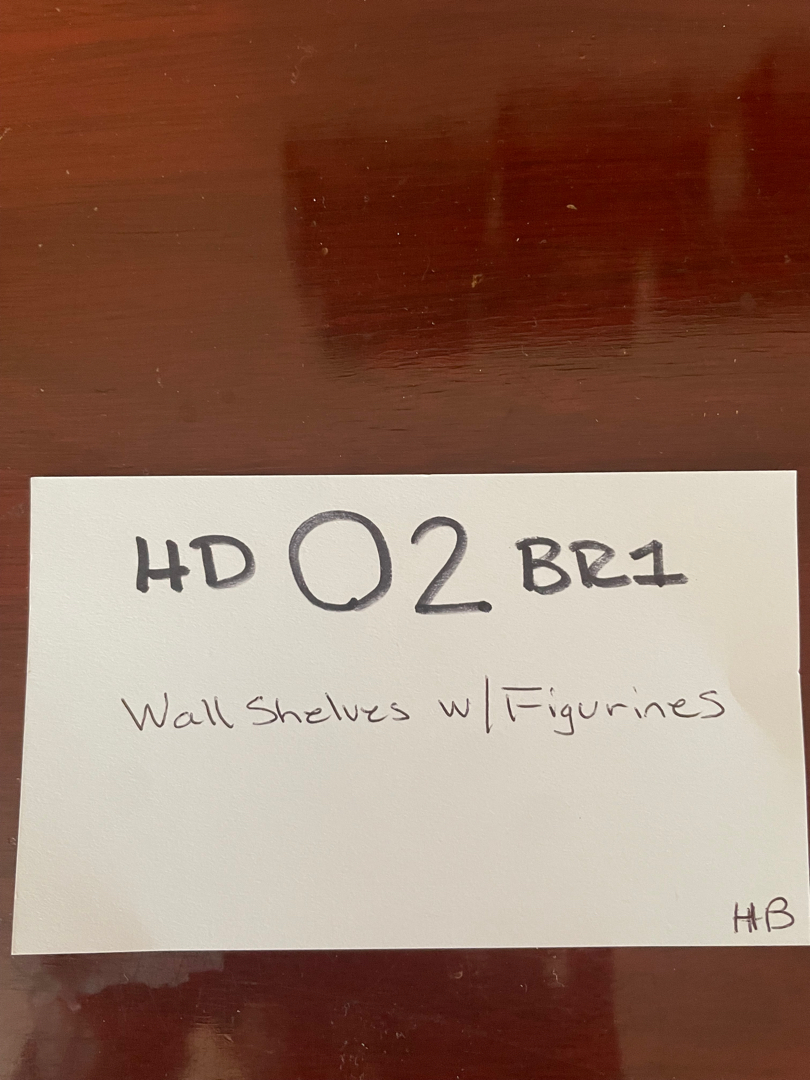 HD 02 BR1
Wall Shelves w/Figurines
HB